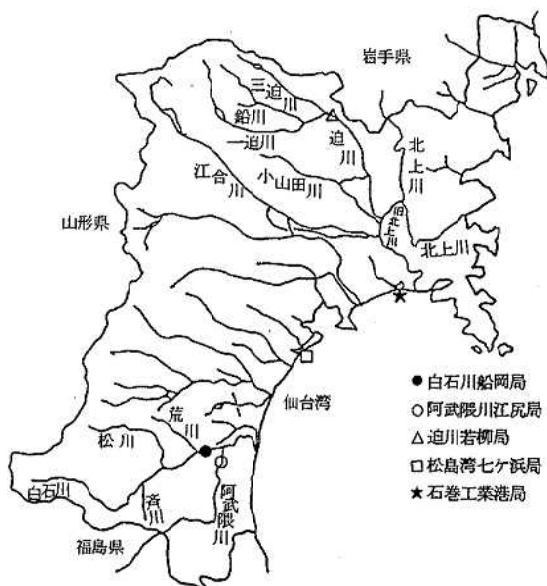 岩手県
三迫川
鉛川
一迫川
迫川
北上川
江合川
小山田川
旧北上川
北上川
山形県
仙台湾
荒川
松川
白石川
斉川
阿武隈川
福島県
● 白石川船岡局
○ 阿武隈川江尻局
△ 迫川若柳局
□ 松島湾七ケ浜局
★ 石巻工業港局